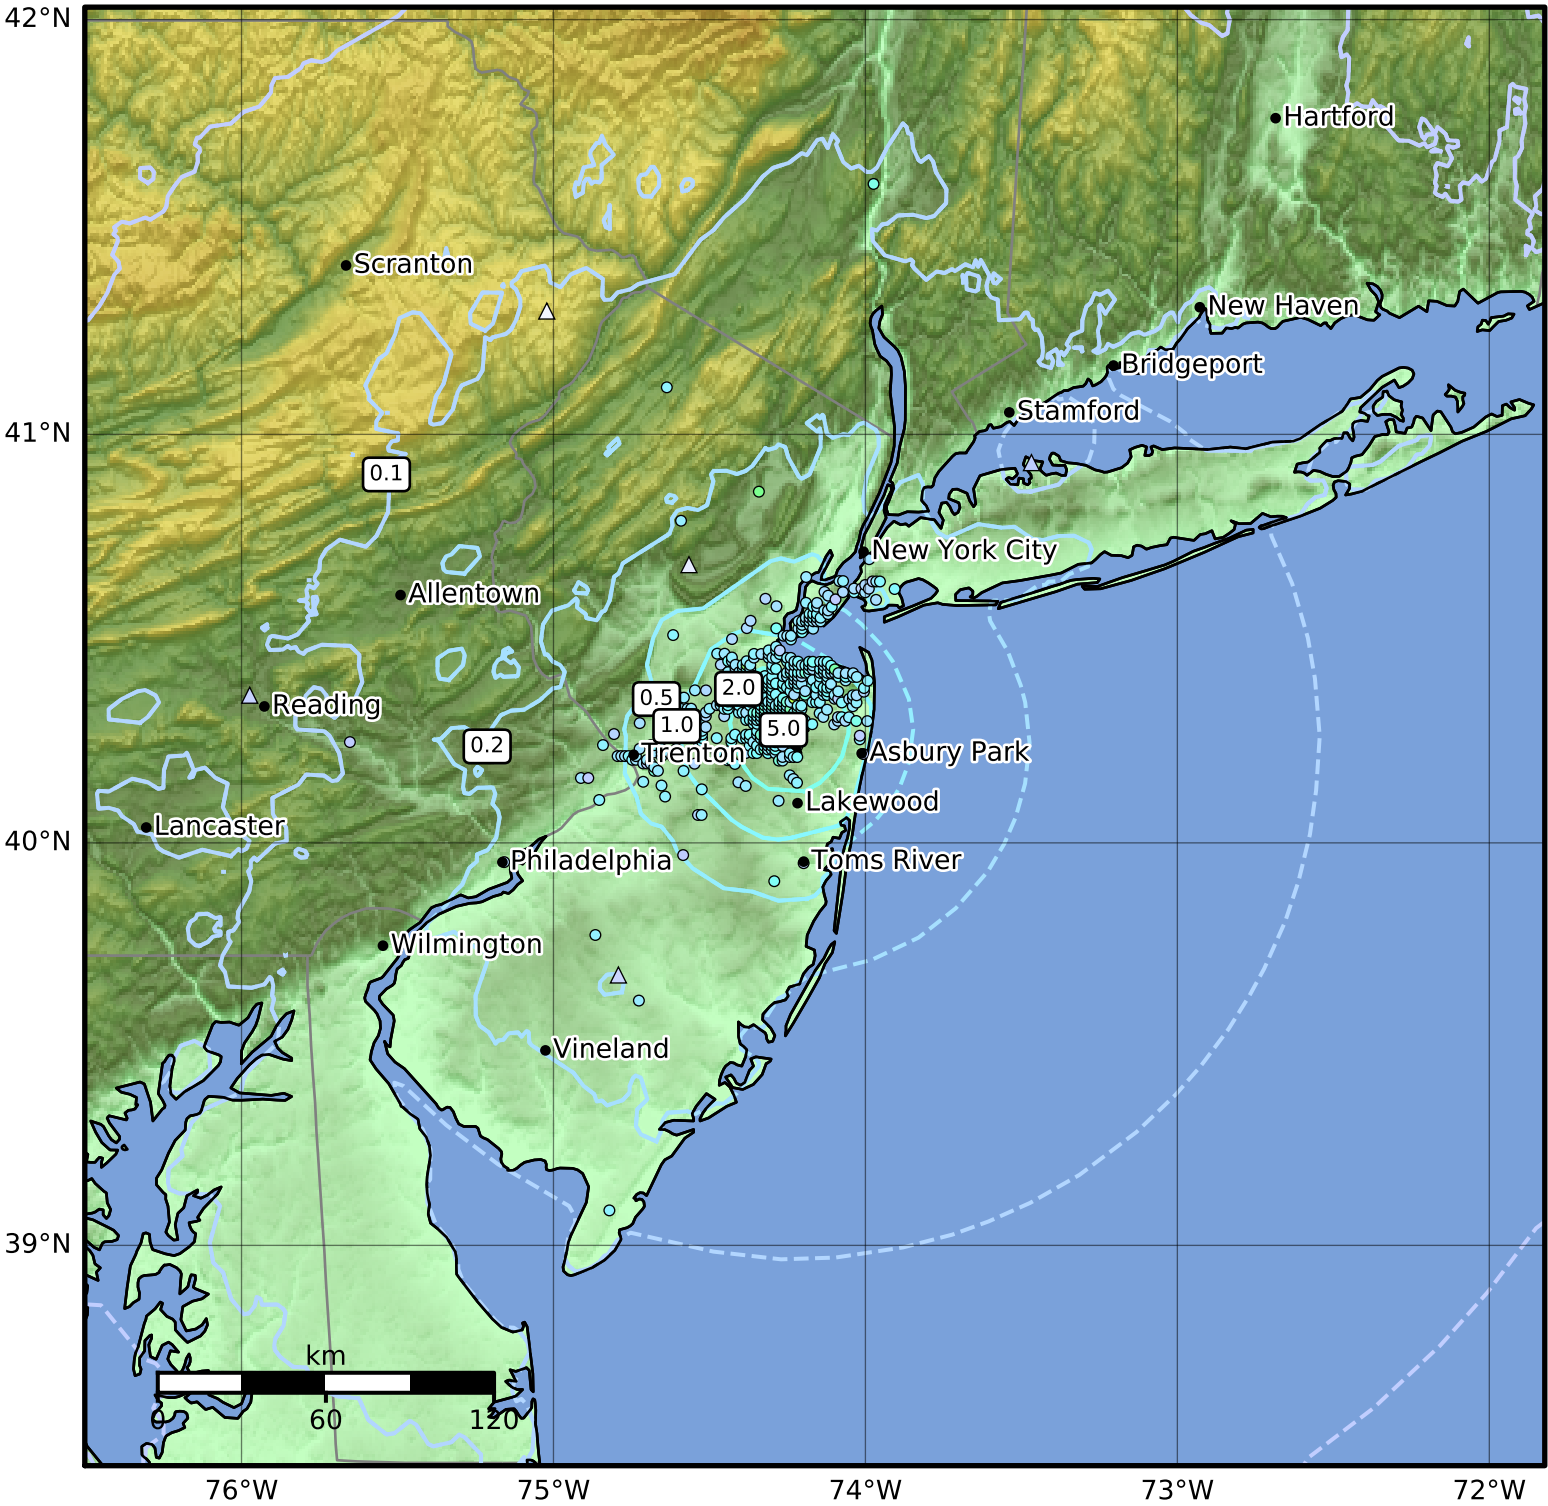 42°N
Hartford
Scranton
New Haven
Bridgeport
Stamford
41°N
0.1
New York City
Allentown
2.0
0.5
Reading
1.0
5.0
0.2
Trenton
Asbury Park
Lakewood
Lancaster
40°N
Philadelphia
Toms River
Wilmington
Vineland
39°N
km
0 60 120
76°W 75°W 74°W 73°W 72°W